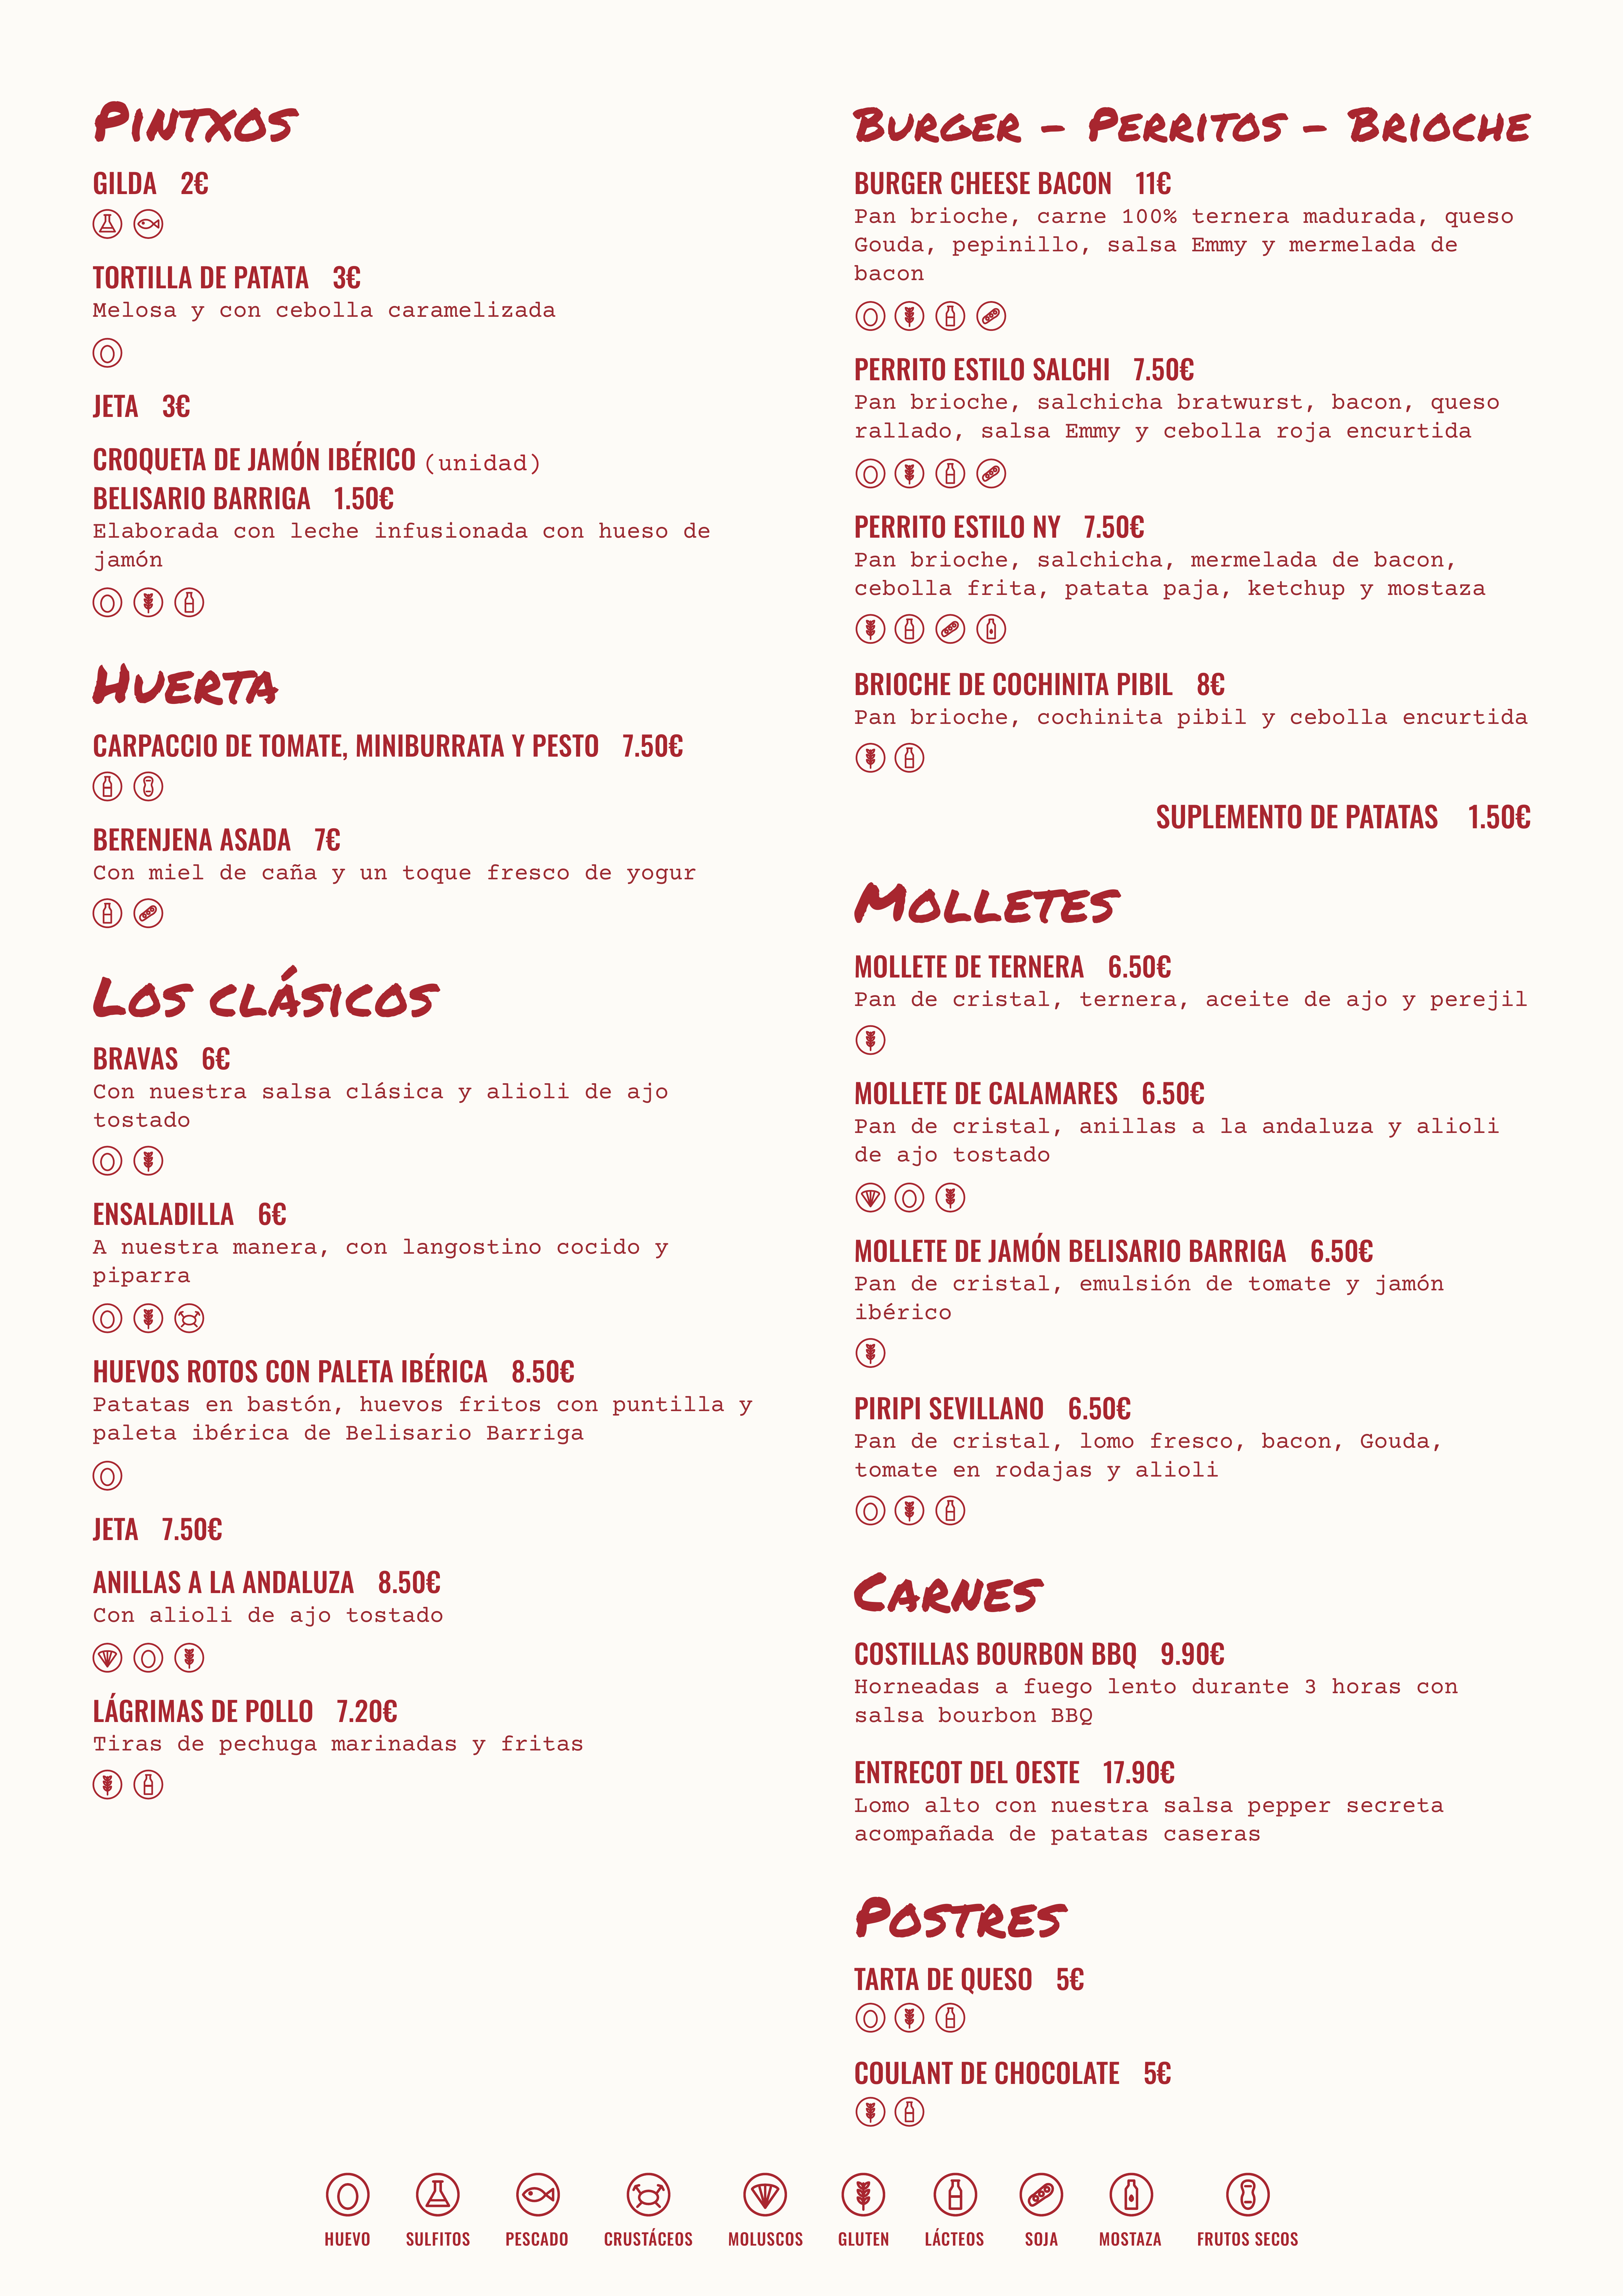 PINTXOS
GILDA 2€
TORTILLA DE PATATA 3€
Melosa y con cebolla caramelizada
JETA 3€
CROQUETA DE JAMÓN IBÉRICO (unidad)
BELISARIO BARRIGA 1.50€
Elaborada con leche infusionada con hueso de
jamón
HUERTA
CARPACCIO DE TOMATE, MINIBURRATA Y PESTO 7.50€
BERENJENA ASADA 7€
Con miel de caña y un toque fresco de yogur
LOS CLÁSICOS
BRAVAS 6€
Con nuestra salsa clásica y alioli de ajo
tostado
ENSALADILLA 6€
A nuestra manera, con langostino cocido y
piparra
HUEVOS ROTOS CON PALETA IBÉRICA 8.50€
Patatas en bastón, huevos fritos con puntilla y
paleta ibérica de Belisario Barriga
JETA 7.50€
ANILLAS A LA ANDALUZA 8.50€
Con alioli de ajo tostado
LÁGRIMAS DE POLLO 7.20€
Tiras de pechuga marinadas y fritas
BURGER - PERRITOS - BRIOCHE
BURGER CHEESE BACON 11€
Pan brioche, carne 100% ternera madurada, queso
Gouda, pepinillo, salsa Emmy y mermelada de
bacon
PERRITO ESTILO SALCHI 7.50€
Pan brioche, salchicha bratwurst, bacon, queso
rallado, salsa Emmy y cebolla roja encurtida
PERRITO ESTILO NY 7.50€
Pan brioche, salchicha, mermelada de bacon,
cebolla frita, patata paja, ketchup y mostaza
BRIOCHE DE COCHINITA PIBIL 8€
Pan brioche, cochinita pibil y cebolla encurtida
SUPLEMENTO DE PATATAS 1.50€
MOLLETES
MOLLETE DE TERNERA 6.50€
Pan de cristal, ternera, aceite de ajo y perejil
MOLLETE DE CALAMARES 6.50€
Pan de cristal, anillas a la andaluza y alioli
de ajo tostado
MOLLETE DE JAMÓN BELISARIO BARRIGA 6.50€
Pan de cristal, emulsión de tomate y jamón
ibérico
PIRIPI SEVILLANO 6.50€
Pan de cristal, lomo fresco, bacon, Gouda,
tomate en rodajas y alioli
CARNES
COSTILLAS BOURBON BBQ 9.90€
Horneadas a fuego lento durante 3 horas con
salsa bourbon BBQ
ENTRECOT DEL OESTE 17.90€
Lomo alto con nuestra salsa pepper secreta
acompañada de patatas caseras
POSTRES
TARTA DE QUESO 5€
COULANT DE CHOCOLATE 5€
HUEVO SULFITOS PESCADO CRUSTÁCEOS MOLUSCOS GLUTEN LÁCTEOS SOJA MOSTAZA FRUTOS SECOS